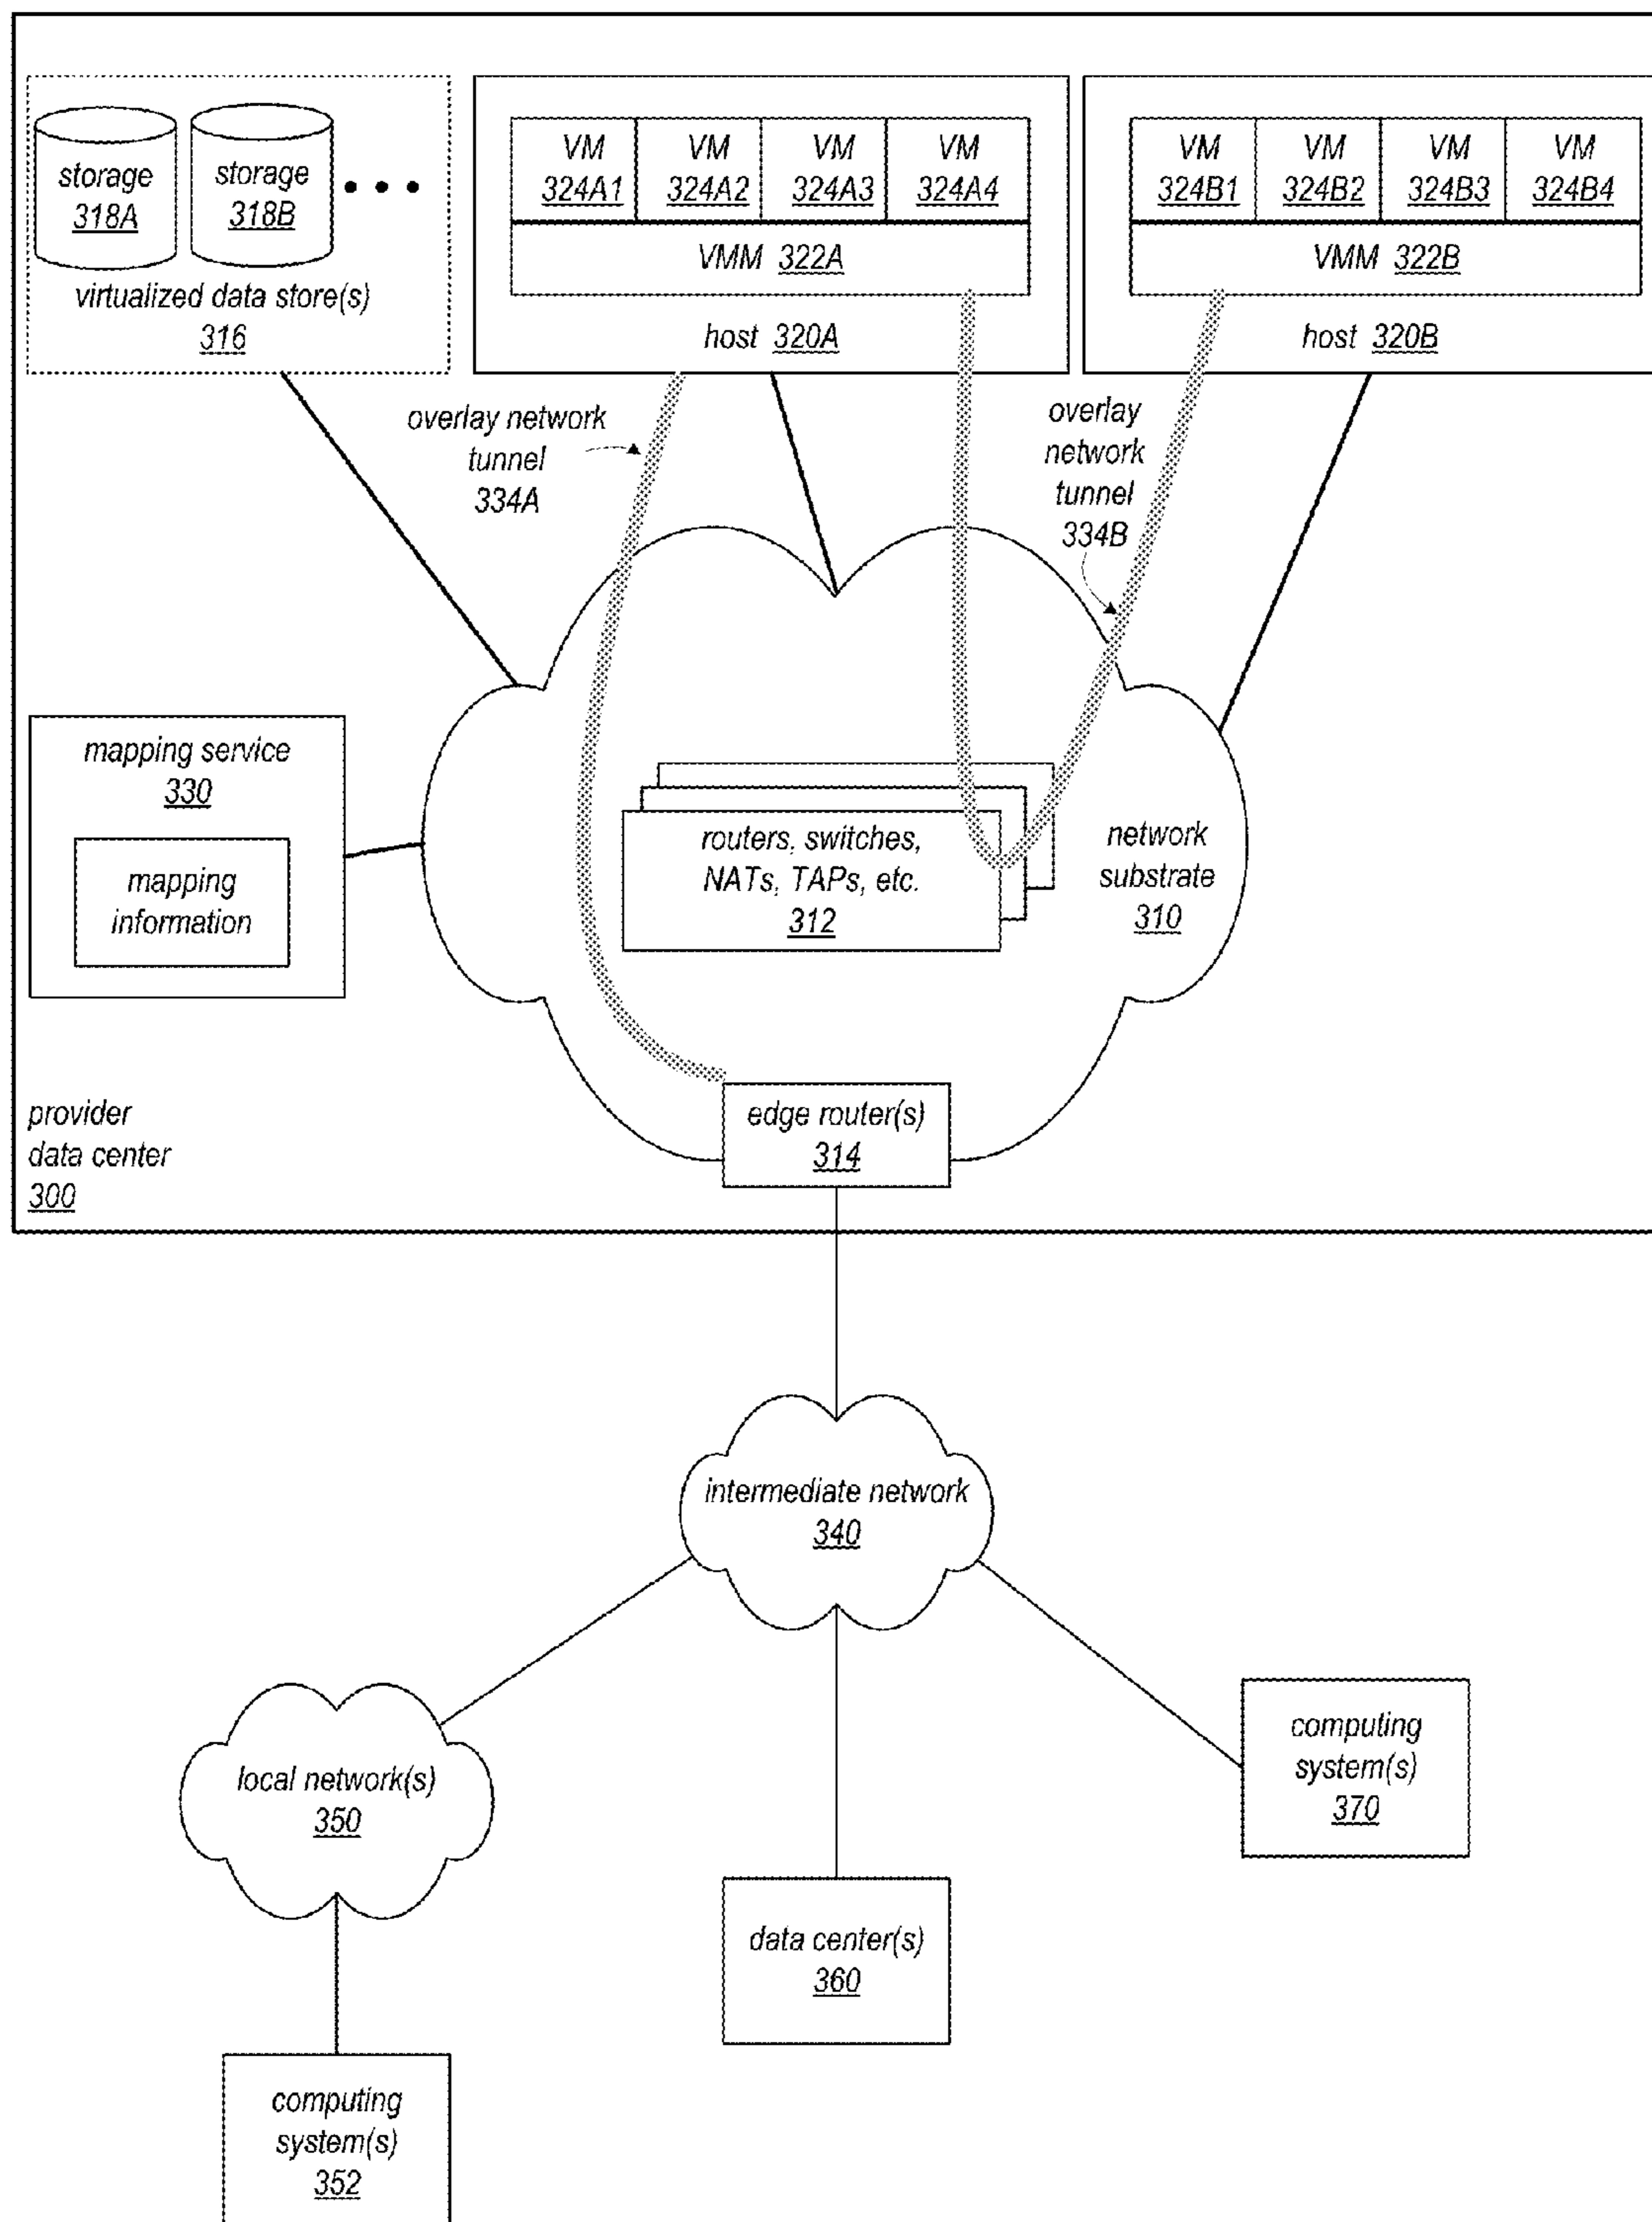 storage
318A
storage
318B
virtualized data store(s)
316
VM
324A1
VM
324A2
VM
324A3
VM
324A4
VMM 322A
host 320A
VM
324B1
VM
324B2
VM
324B3
VM
324B4
VMM 322B
host 320B
overlay network
tunnel
334A
overlay
network
tunnel
334B
mapping service
330
mapping
information
routers, switches,
NATs, TAPs, etc.
312
network
substrate
310
edge router(s)
314
provider
data center
300
intermediate network
340
local network(s)
350
computing
system(s)
370
data center(s)
360
computing
system(s)
352